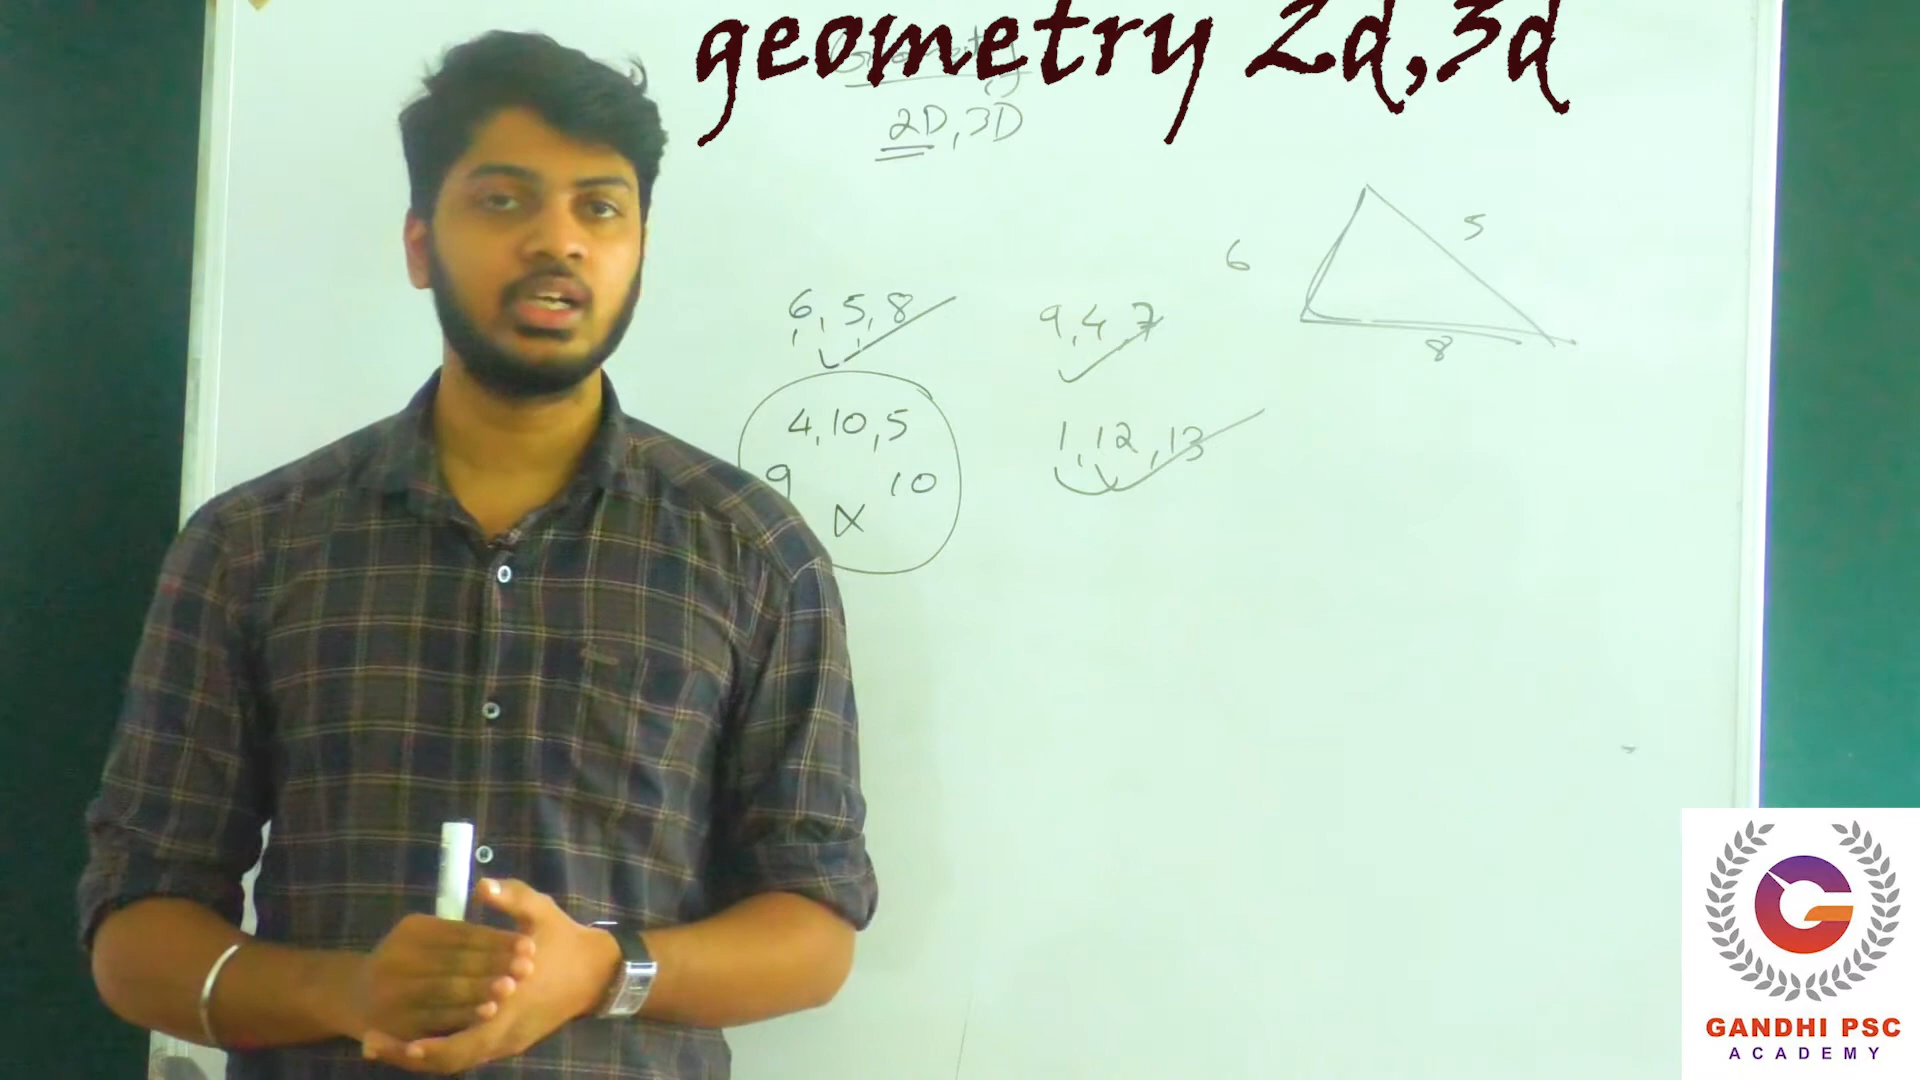 geometry 2d,3d
Geometry
2D,3D
6
5
8
6,5,8
9,4 7
4,10,5
9 10
1,12,13
GANDHI PSC
ACADEMY